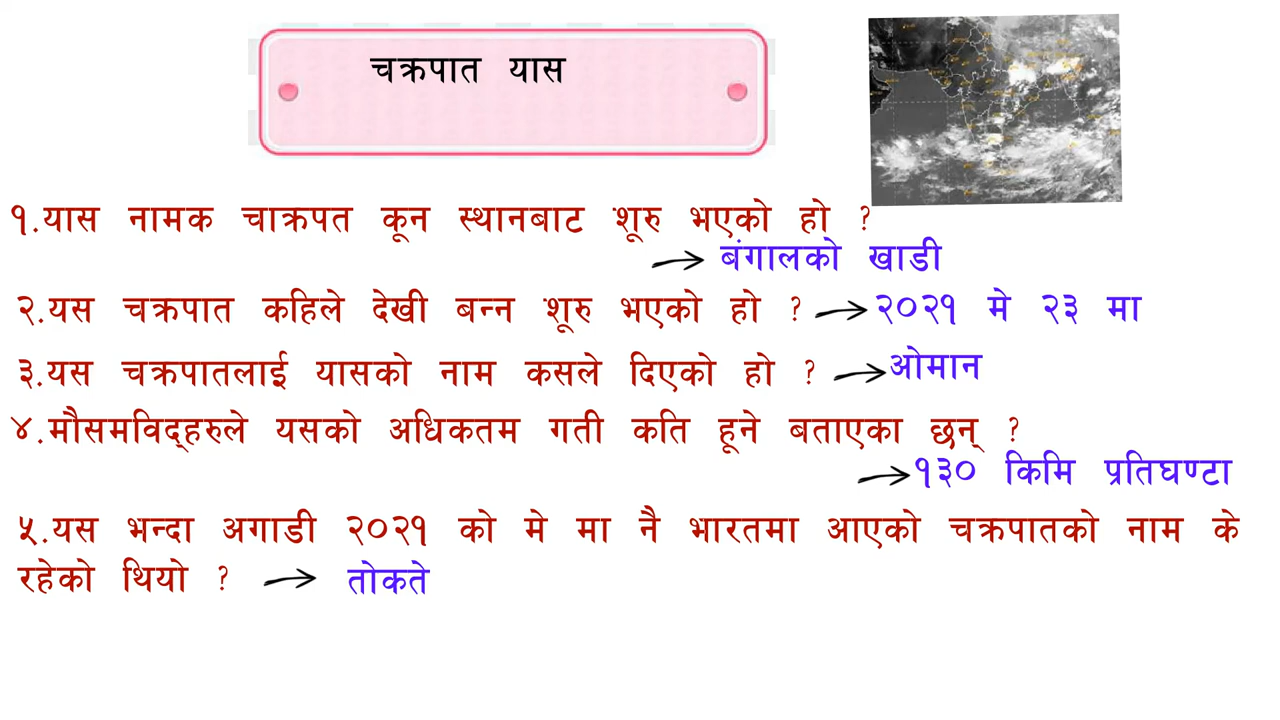 चक्रपात यास
१.यास नामक चाक्रपत कून स्थानबाट शूरु भएको हो ?
बंगालको खाडी
२.यस चक्रपात कहिले देखी बन्न शूरु भएको हो ? २०२१ मे २३ मा
३.यस चक्रपातलाई यासको नाम कसले दिएको हो ? ओमान
४.मौसमविद्हरुले यसको अधिकतम गती कति हूने बताएका छन् ?
१३० किमि प्रतिघण्टा
५.यस भन्दा अगाडी २०२१ को मे मा नै भारतमा आएको चक्रपातको नाम के
रहेको थियो ? तोकते